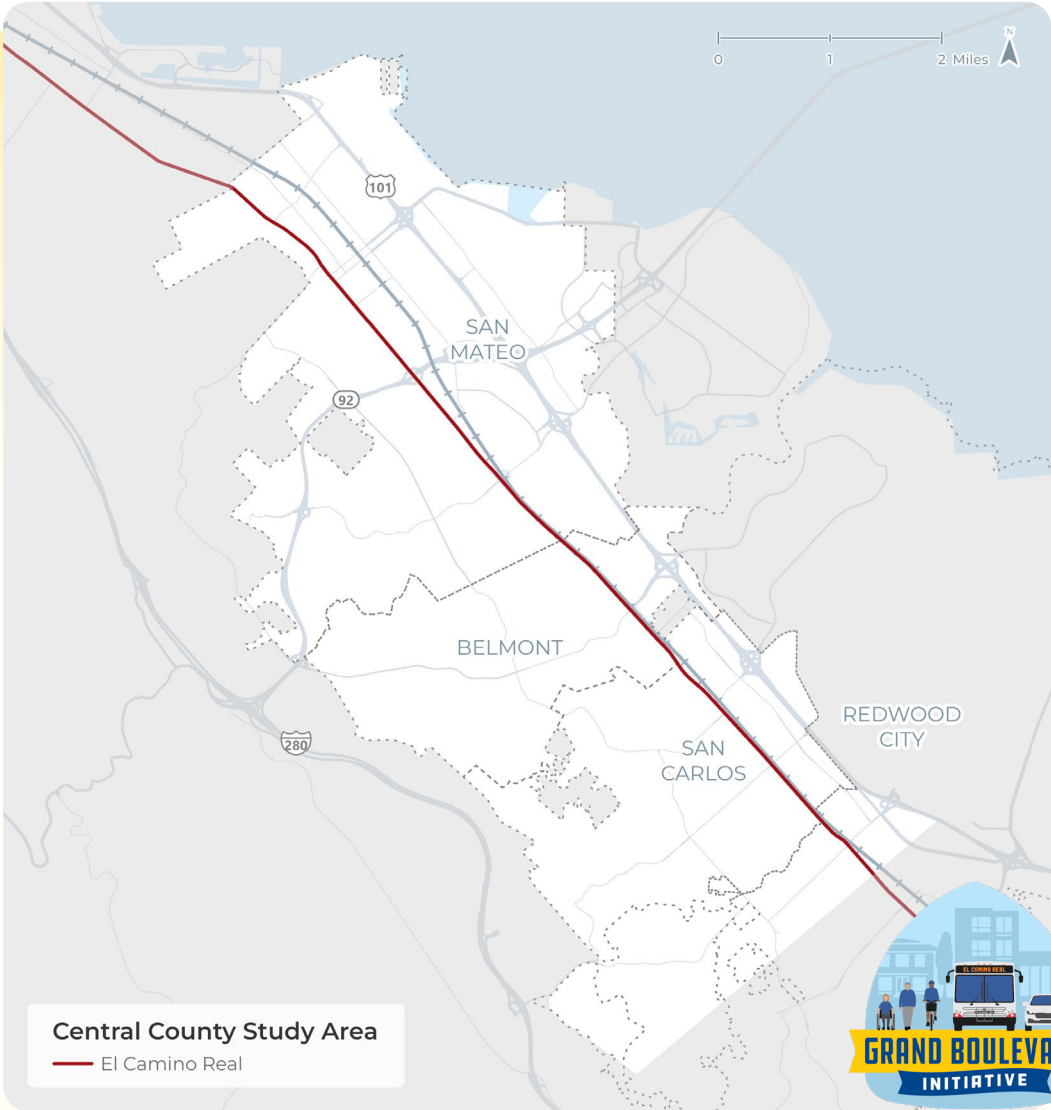 N
0 1 2 Miles
101
SAN
MATEO
92
BELMONT
280
REDWOOD
CITY
SAN
CARLOS
EL CAMINO REAL
Central County Study Area
El Camino Real
GRAND BOULEVA
INITIATIVE